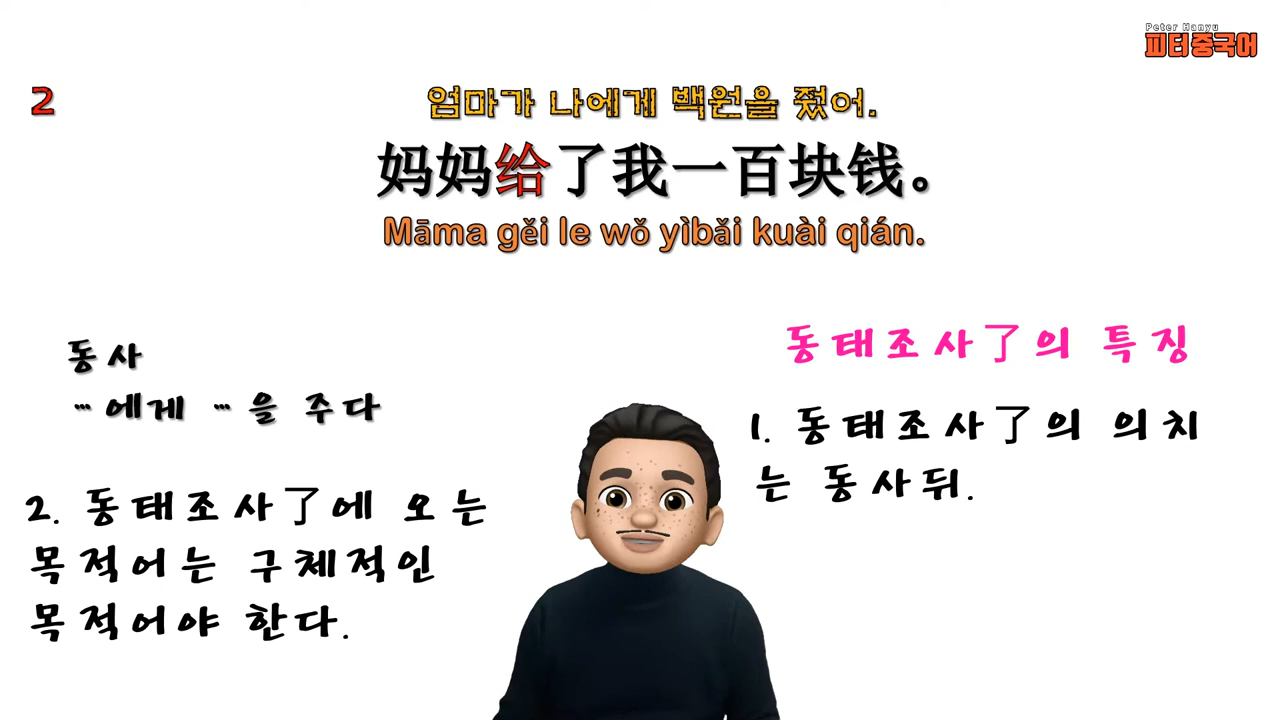 Peter Hanyu
피터중국어
2
엄마가 나에게 백원을 줬어.
妈妈给了我一百块钱。
Māma gěi le wǒ yìbǎi kuài qián.
동사
…에게 …을 주다
동태조사了의 특징
1. 동태조사了의 의치
는 동사뒤.
2. 동태조사了에 오는
목적어는 구체적인
목적어야 한다.